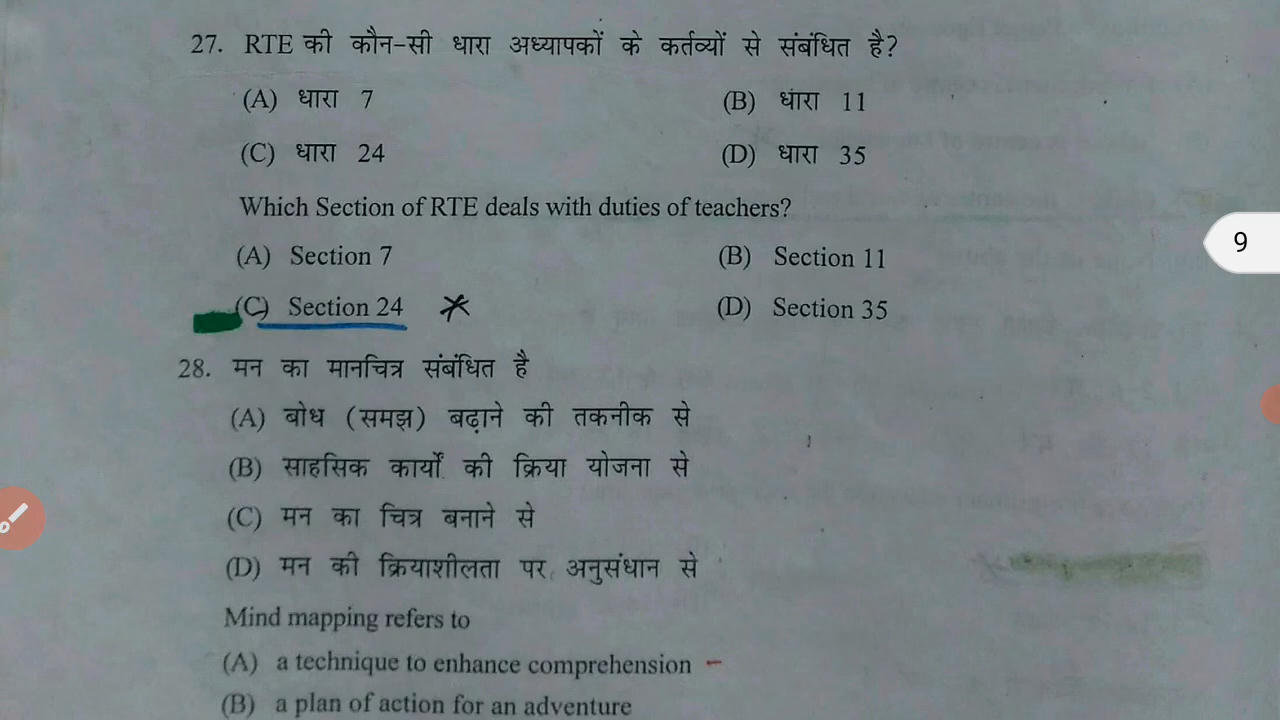 27. RTE की कौन-सी धारा अध्यापकों के कर्तव्यों से संबंधित है?
(A) धारा 7 (B) धारा 11
(C) धारा 24 (D) धारा 35
Which Section of RTE deals with duties of teachers?
(A) Section 7 (B) Section 11
(C) Section 24 (D) Section 35
9
28. मन का मानचित्र संबंधित है
(A) बोध (समझ) बढ़ाने की तकनीक से
(B) साहसिक कार्यों की क्रिया योजना से
(C) मन का चित्र बनाने से
(D) मन की क्रियाशीलता पर अनुसंधान से
Mind mapping refers to
(A) a technique to enhance comprehension
(B) a plan of action for an adventure